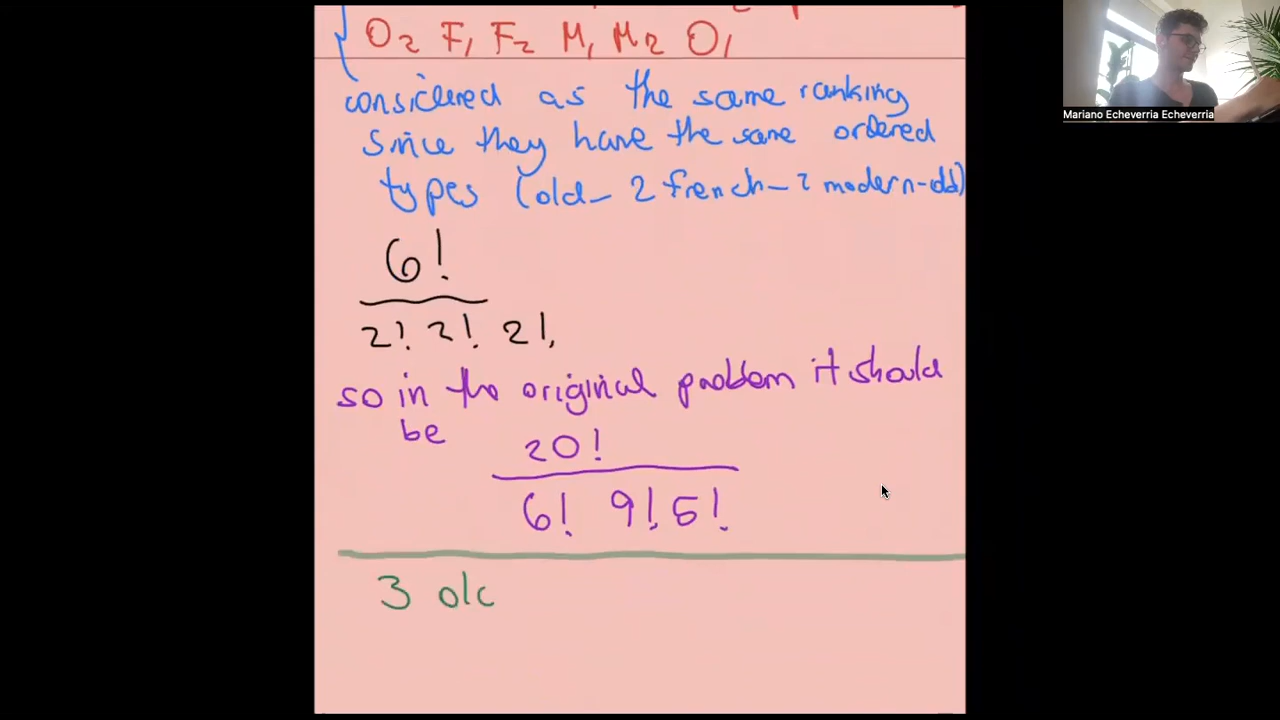 O2 F1 F2 M1 M2 O1
considered as the same ranking
since they have the same ordered
types (old - 2 french - 2 modern - old)
6!
2! 2! 2!,
so in the original problem it should
be
20!
6! 9! 5!
3 olc
Mariano Echeverria Echeverria